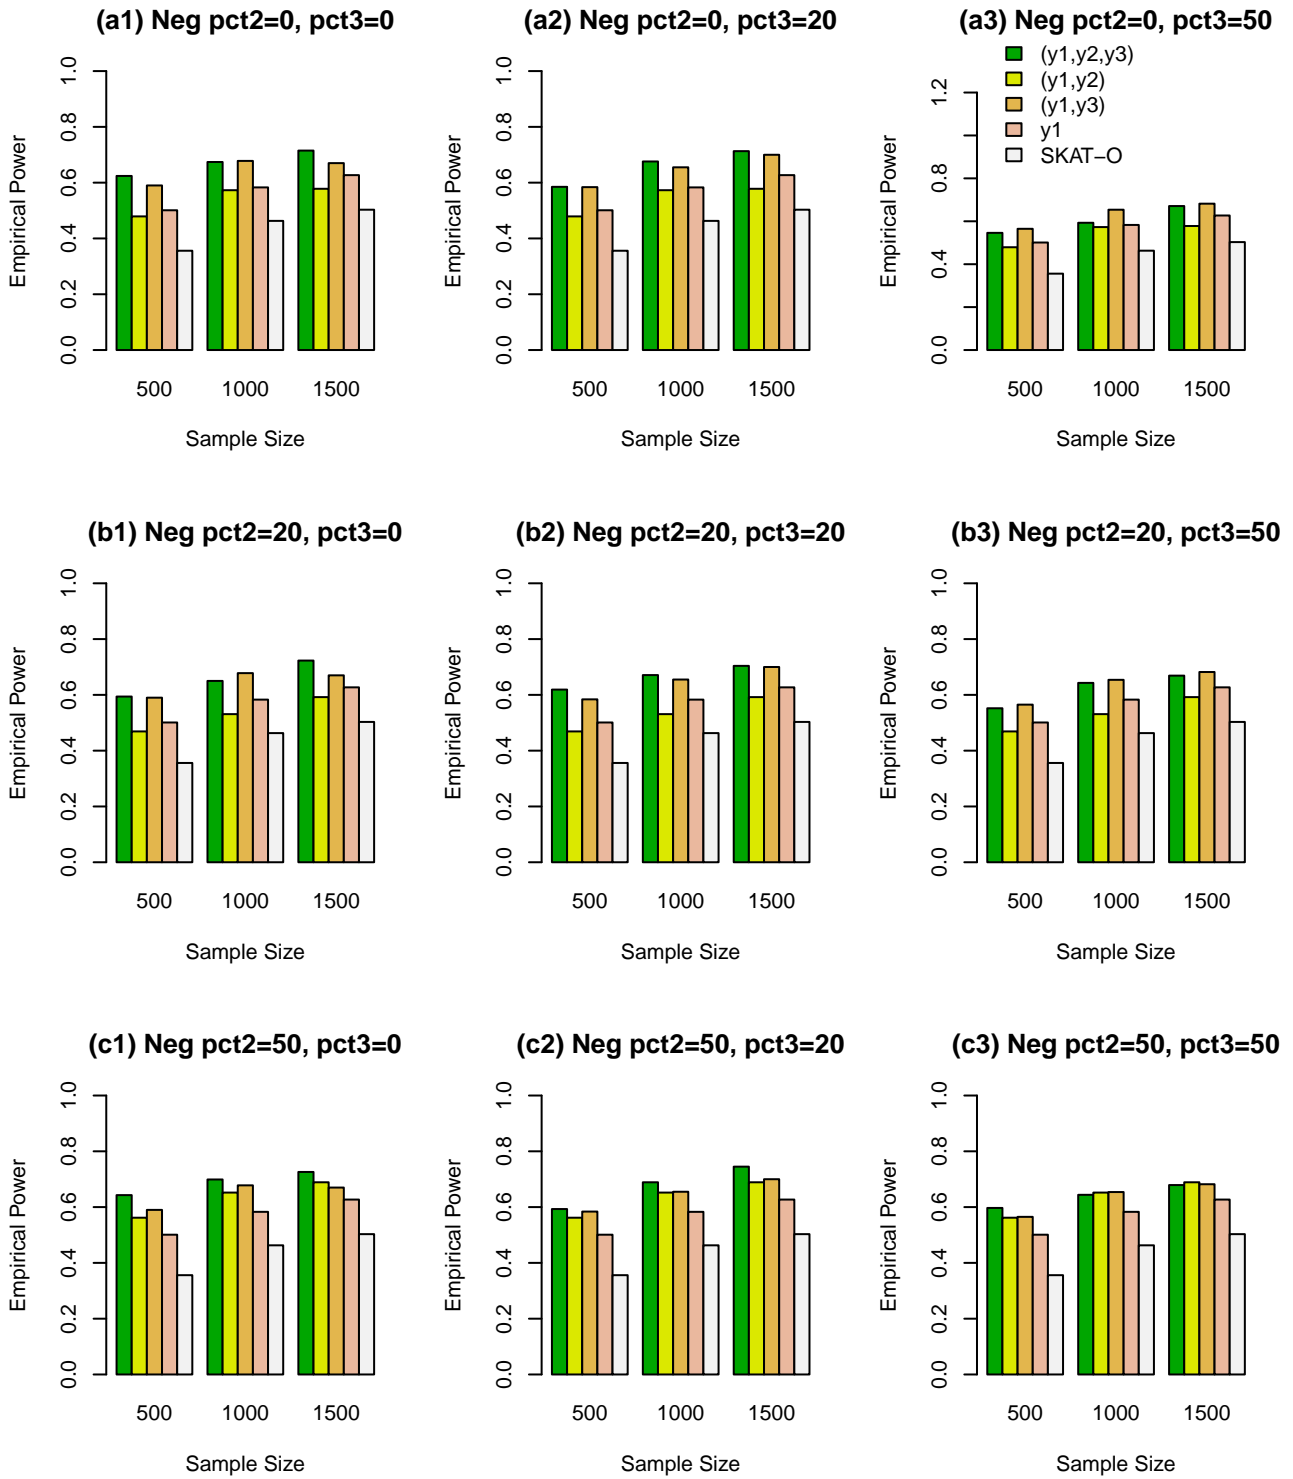 (a1) Neg pct2=0, pct3=0
Empirical Power
1.0
0.8
0.6
0.4
0.2
0.0
500 1000 1500
Sample Size
(a2) Neg pct2=0, pct3=20
Empirical Power
1.0
0.8
0.6
0.4
0.2
0.0
500 1000 1500
Sample Size
(a3) Neg pct2=0, pct3=50
(y1,y2,y3)
(y1,y2)
(y1,y3)
y1
SKAT−O
Empirical Power
1.2
0.8
0.4
0.0
500 1000 1500
Sample Size
(b1) Neg pct2=20, pct3=0
Empirical Power
1.0
0.8
0.6
0.4
0.2
0.0
500 1000 1500
Sample Size
(b2) Neg pct2=20, pct3=20
Empirical Power
1.0
0.8
0.6
0.4
0.2
0.0
500 1000 1500
Sample Size
(b3) Neg pct2=20, pct3=50
Empirical Power
1.0
0.8
0.6
0.4
0.2
0.0
500 1000 1500
Sample Size
(c1) Neg pct2=50, pct3=0
Empirical Power
1.0
0.8
0.6
0.4
0.2
0.0
500 1000 1500
Sample Size
(c2) Neg pct2=50, pct3=20
Empirical Power
1.0
0.8
0.6
0.4
0.2
0.0
500 1000 1500
Sample Size
(c3) Neg pct2=50, pct3=50
Empirical Power
1.0
0.8
0.6
0.4
0.2
0.0
500 1000 1500
Sample Size